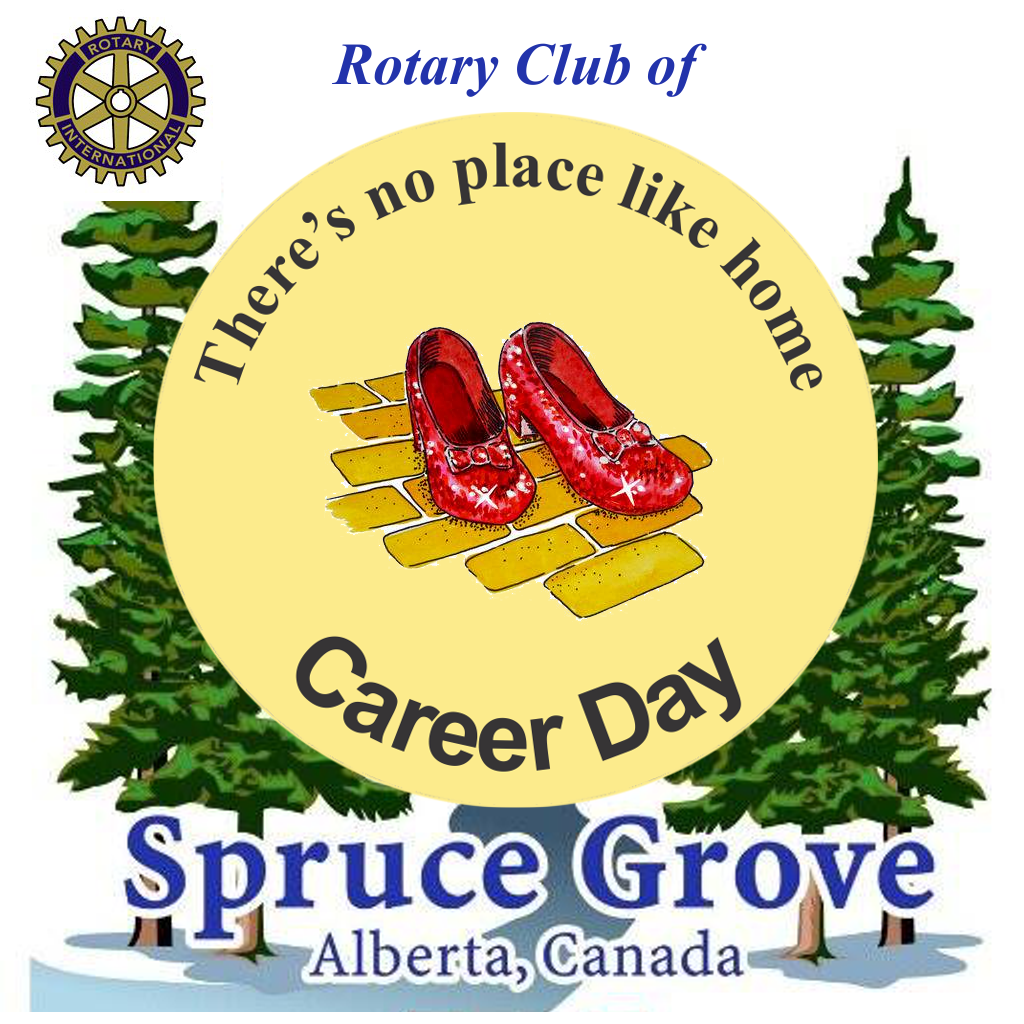 ROTARY
INTERNATIONAL
Rotary Club of
There's no place like home
Career Day
Spruce Grove
Alberta, Canada